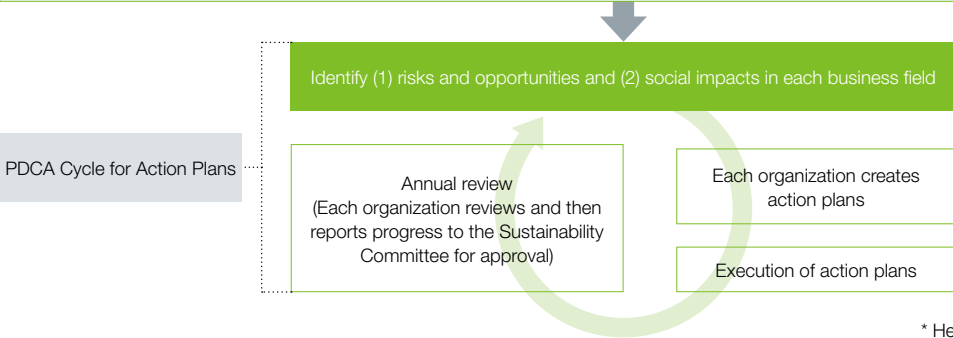 Identify (1) risks and opportunities and (2) social impacts in each business field
PDCA Cycle for Action Plans
Annual review
(Each organization reviews and then
reports progress to the Sustainability
Committee for approval)
Each organization creates
action plans
Execution of action plans
*